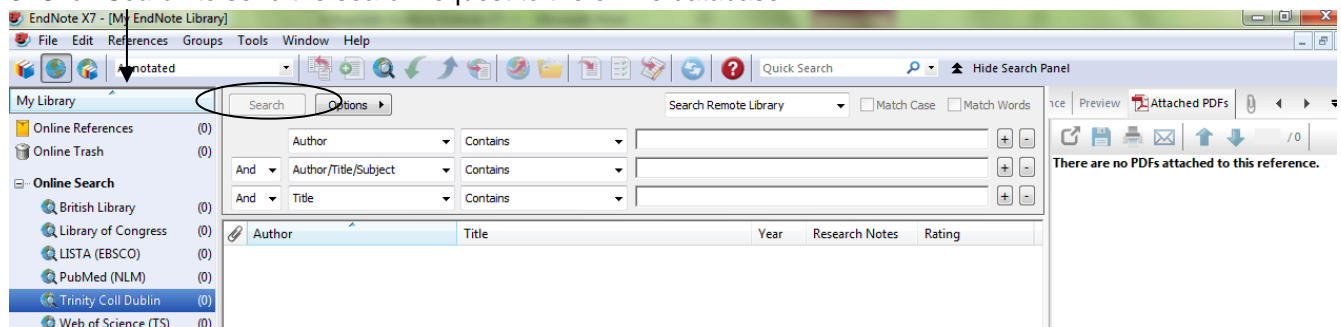 EndNote X7 - [My EndNote Library]
File Edit References Groups Tools Window Help
Annotated Quick Search Hide Search Panel
My Library Search Options Search Remote Library Match Case Match Words Preview Attached PDFs
Online References (0) /0
Author Contains
Online Trash (0) There are no PDFs attached to this reference.
And Author/Title/Subject Contains
Online Search
And Title Contains
British Library (0)
Library of Congress (0) Author Title Year Research Notes Rating
LISTA (EBSCO) (0)
PubMed (NLM) (0)
Trinity Coll Dublin (0)
Web of Science (TS) (0)